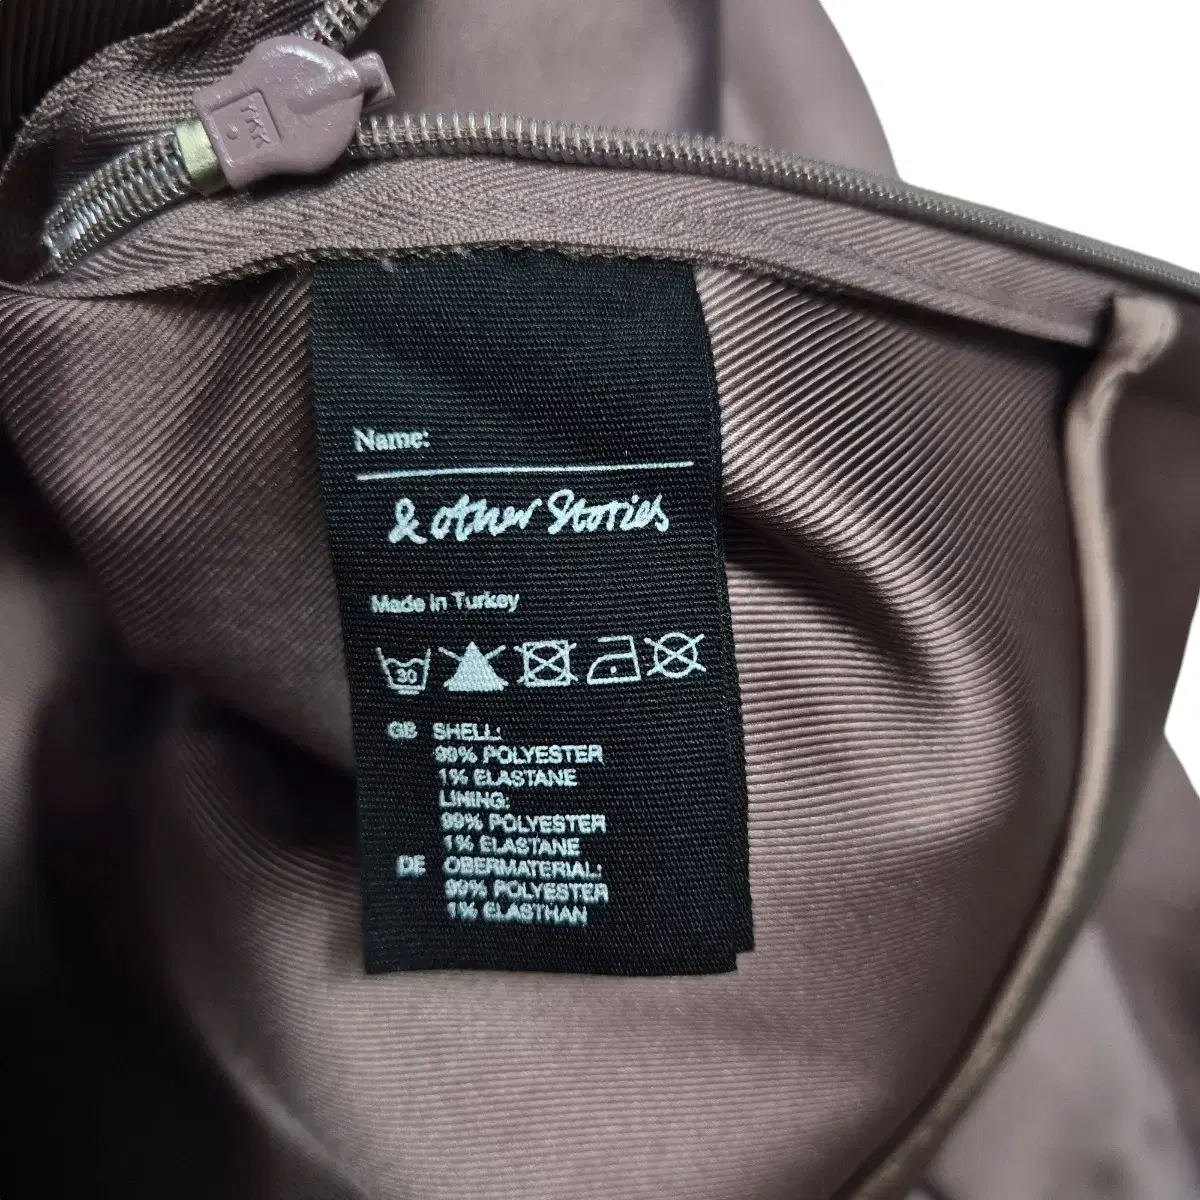 YKK
Name:
& other Stories
Made in Turkey
30
GB SHELL:
99% POLYESTER
1% ELASTANE
LINING:
99% POLYESTER
1% ELASTANE
DE OBERMATERIAL:
99% POLYESTER
1% ELASTHAN